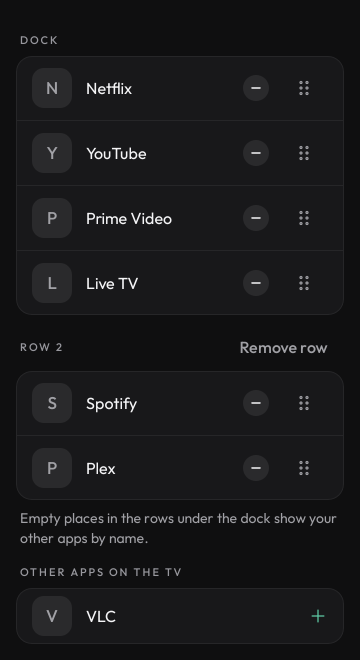 DOCK
N Netflix
Y YouTube
P Prime Video
L Live TV
ROW 2 Remove row
S Spotify
P Plex
Empty places in the rows under the dock show your
other apps by name.
OTHER APPS ON THE TV
V VLC